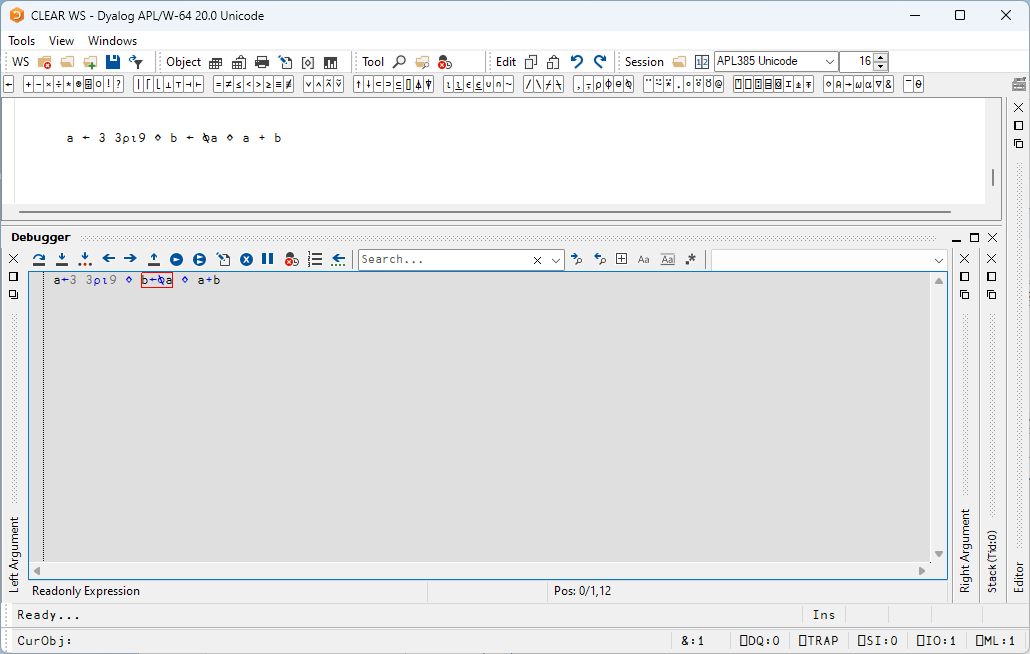 CLEAR WS - Dyalog APL/W-64 20.0 Unicode
Tools View Windows
WS Object Tool Edit Session APL385 Unicode 16
a ← 3 3⍴⍳9 ⋄ b ← ⍉a ⋄ a + b
Debugger
Search...
a←3 3⍴⍳9 ⋄ b←⍉a ⋄ a+b
Left Argument
Right Argument
Stack (Tid:0)
Editor
Readonly Expression Pos: 0/1,12
Ready... Ins
CurObj: &:1 ⎕DQ:0 ⎕TRAP ⎕SI:0 ⎕IO:1 ⎕ML:1